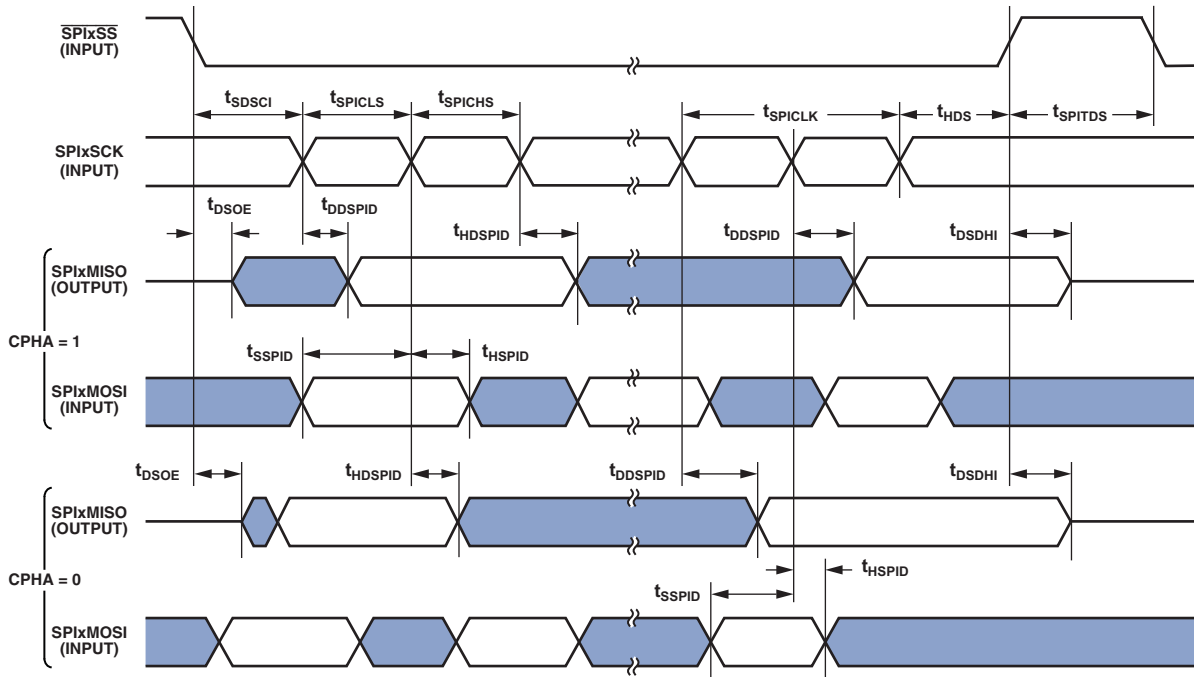 SPIxSS
(INPUT)
tSDSCI tSPICLS tSPICHS tSPICLK tHDS tSPITDS
SPIxSCK
(INPUT)
tDSOE tDDSPID tHDSPID tDDSPID tDSDHI
SPIxMISO
(OUTPUT)
CPHA = 1
tSSPID tHSPID
SPIxMOSI
(INPUT)
tDSOE tHDSPID tDDSPID tDSDHI
SPIxMISO
(OUTPUT)
CPHA = 0
tHSPID
tSSPID
SPIxMOSI
(INPUT)